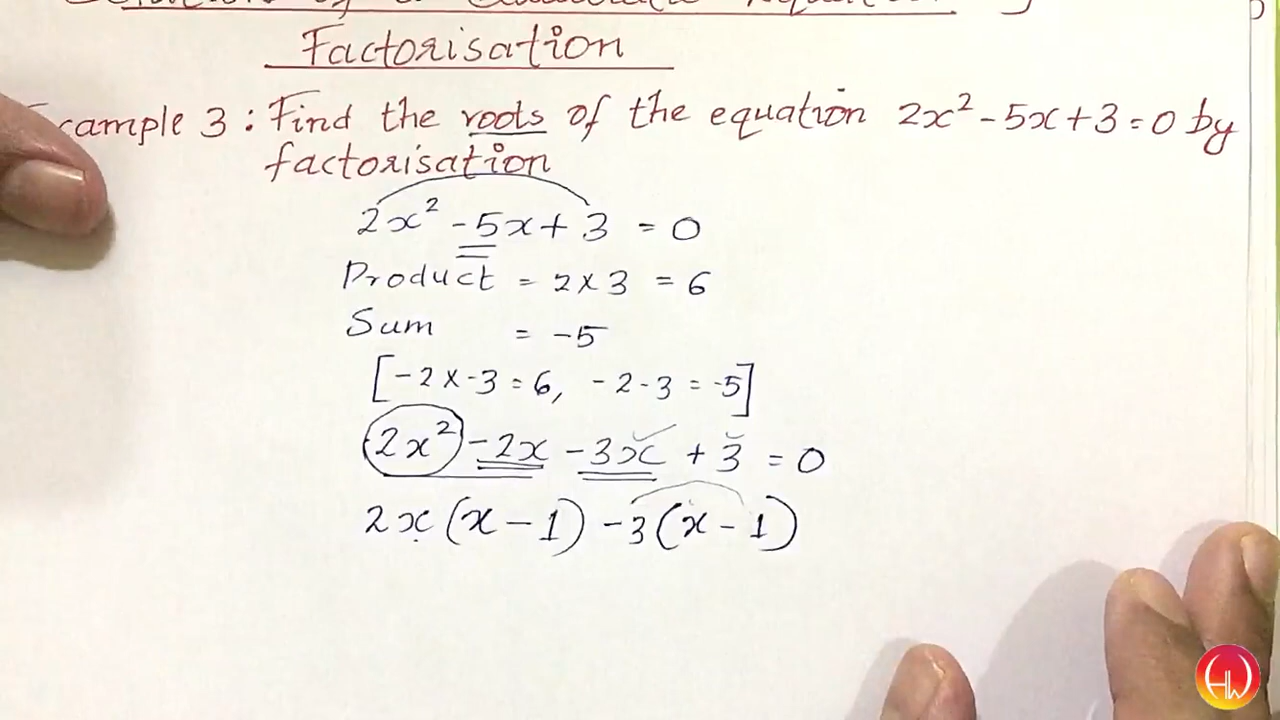 Factorisation
Example 3 : Find the roots of the equation 2x² - 5x + 3 = 0 by
factorisation
2x² - 5x + 3 = 0
Product = 2 × 3 = 6
Sum = -5
[-2 × -3 = 6, -2 - 3 = -5]
2x² - 2x - 3x + 3 = 0
2x (x - 1) - 3 (x - 1)